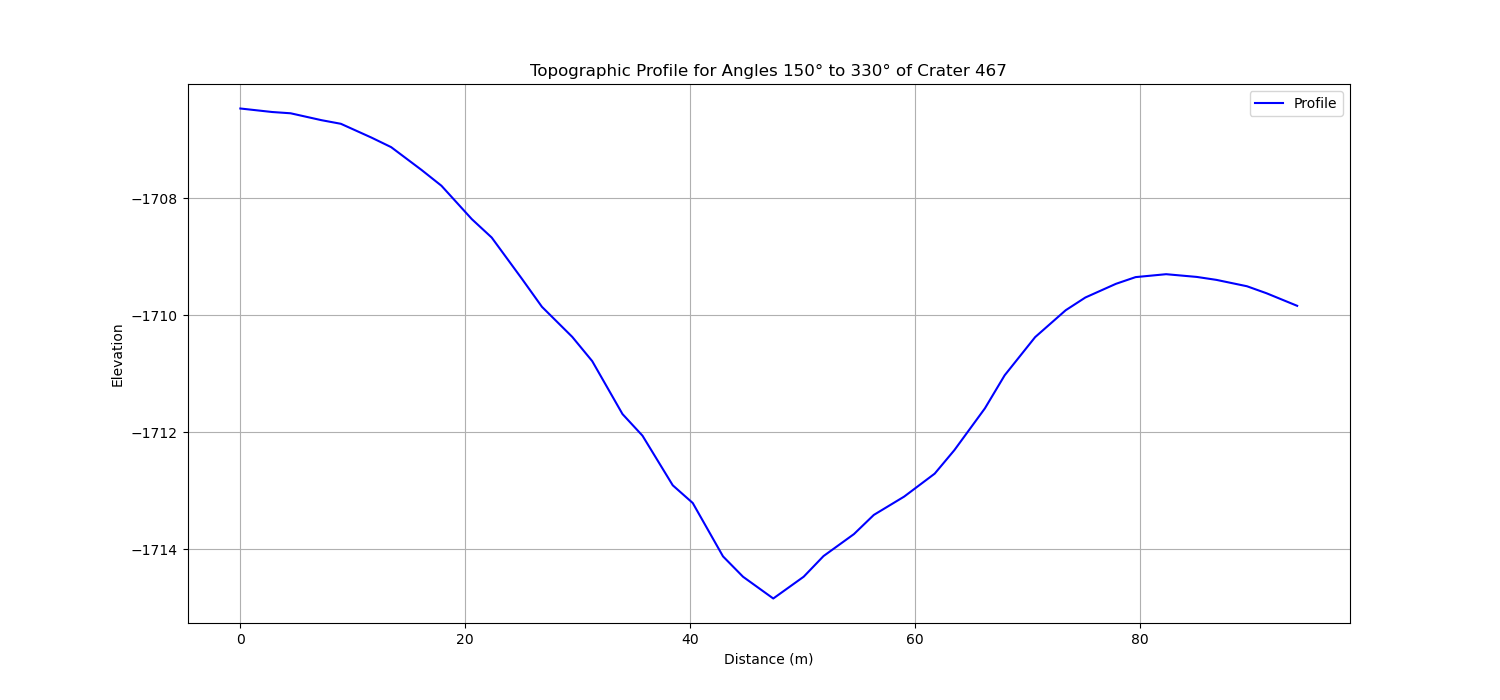 Topographic Profile for Angles 150° to 330° of Crater 467
Profile
−1708
−1710
−1712
−1714
Elevation
0 20 40 60 80
Distance (m)